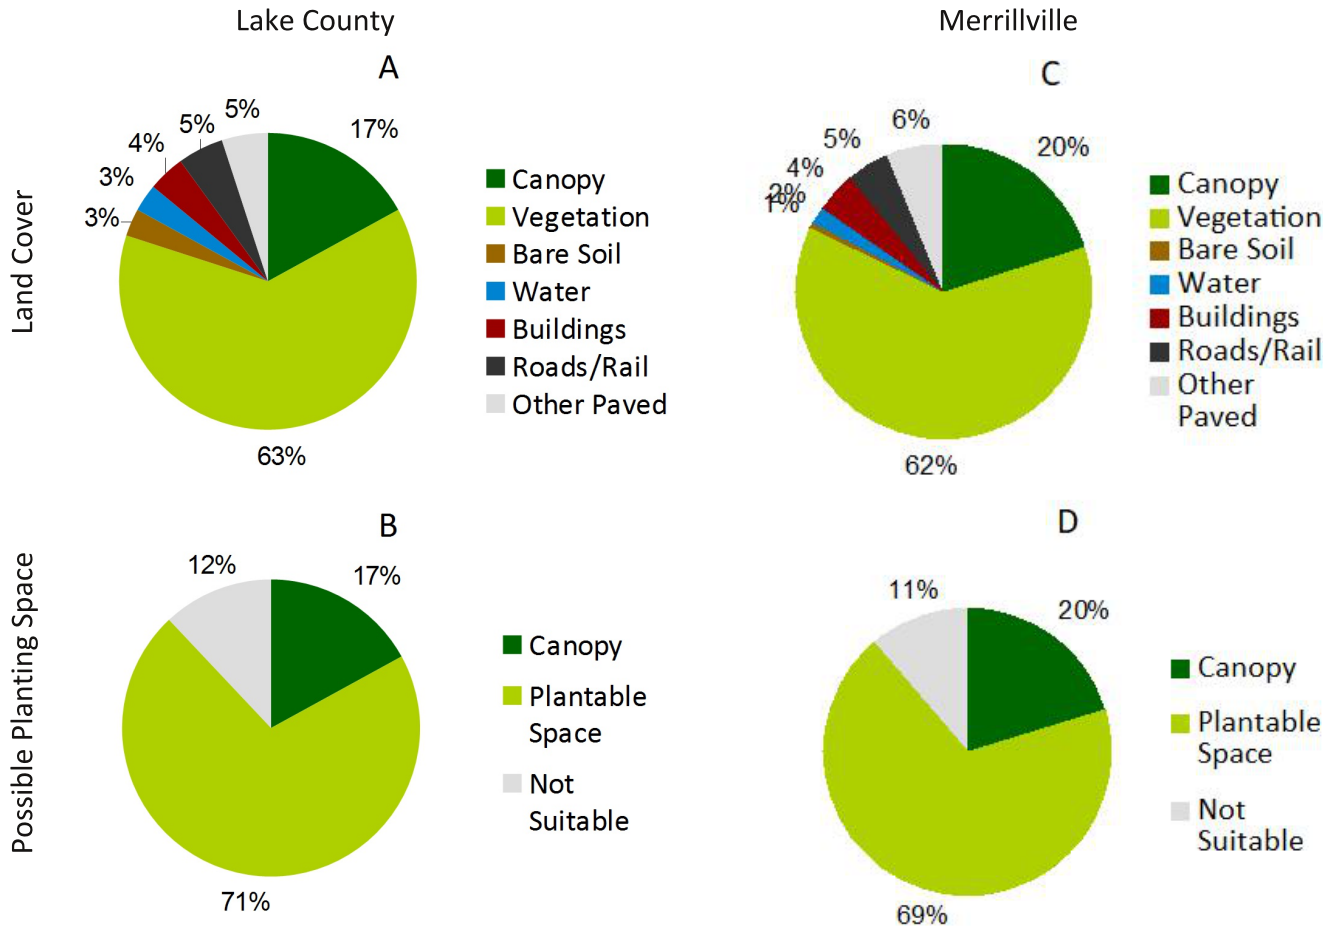 Lake County
Merrillville
A
C
Land Cover
5%
5%
4%
3%
3%
17%
63%
Canopy
Vegetation
Bare Soil
Water
Buildings
Roads/Rail
Other Paved
6%
5%
4%
2%
1%
20%
62%
Canopy
Vegetation
Bare Soil
Water
Buildings
Roads/Rail
Other
Paved
B
D
Possible Planting Space
12%
17%
71%
Canopy
Plantable
Space
Not
Suitable
11%
20%
69%
Canopy
Plantable
Space
Not
Suitable